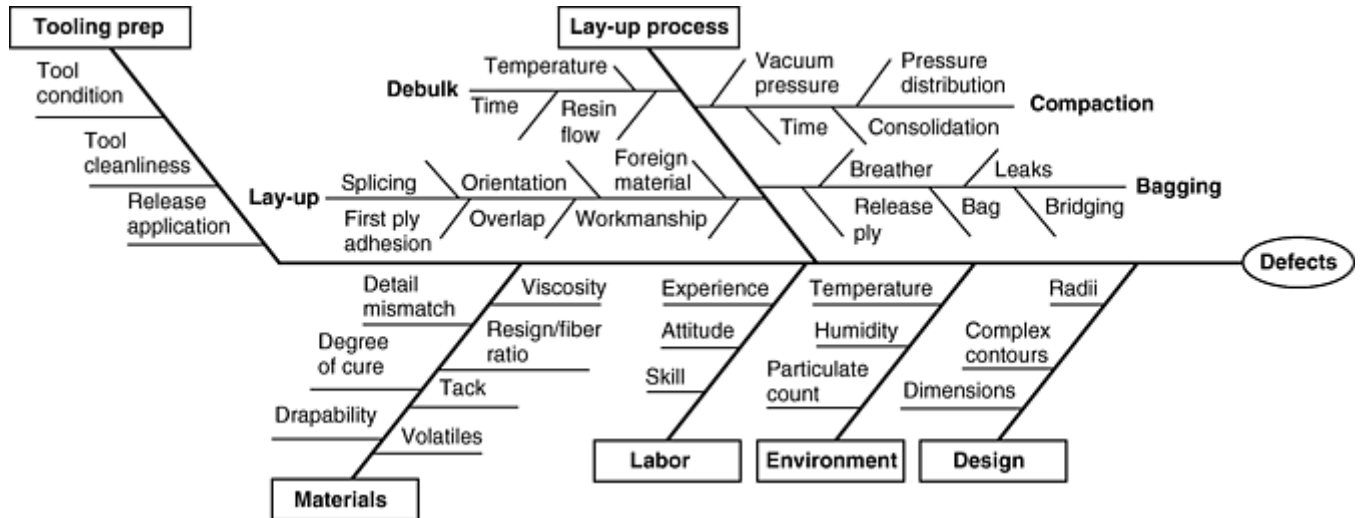 Tooling prep
Tool
condition
Tool
cleanliness
Release
application
Lay-up process
Debulk
Temperature
Time
Resin
flow
Lay-up
Splicing
Orientation
Foreign
material
First ply
adhesion
Overlap
Workmanship
Vacuum
pressure
Pressure
distribution
Compaction
Time
Consolidation
Breather
Leaks
Bagging
Release
ply
Bag
Bridging
Defects
Detail
mismatch
Degree
of cure
Drapability
Viscosity
Resign/fiber
ratio
Tack
Volatiles
Materials
Experience
Attitude
Skill
Labor
Temperature
Humidity
Particulate
count
Environment
Radii
Complex
contours
Dimensions
Design